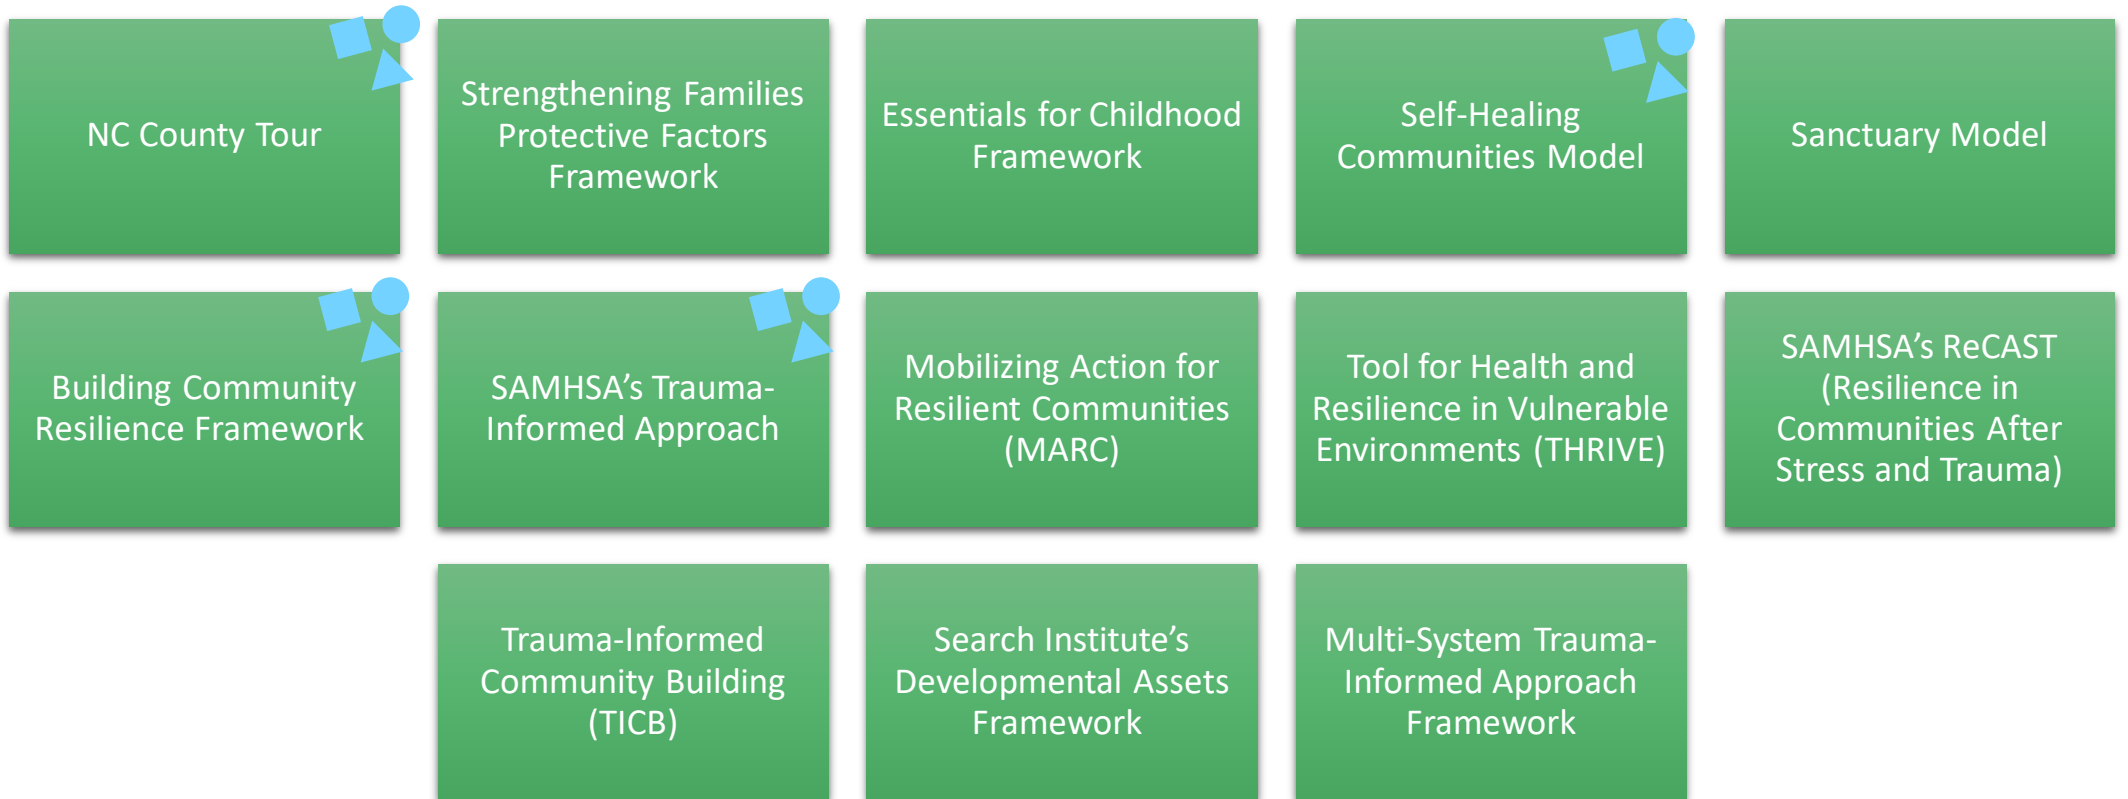 NC County Tour
Strengthening Families
Protective Factors
Framework
Essentials for Childhood
Framework
Self-Healing
Communities Model
Sanctuary Model
Building Community
Resilience Framework
SAMHSA’s Trauma-
Informed Approach
Mobilizing Action for
Resilient Communities
(MARC)
Tool for Health and
Resilience in Vulnerable
Environments (THRIVE)
SAMHSA’s ReCAST
(Resilience in
Communities After
Stress and Trauma)
Trauma-Informed
Community Building
(TICB)
Search Institute’s
Developmental Assets
Framework
Multi-System Trauma-
Informed Approach
Framework